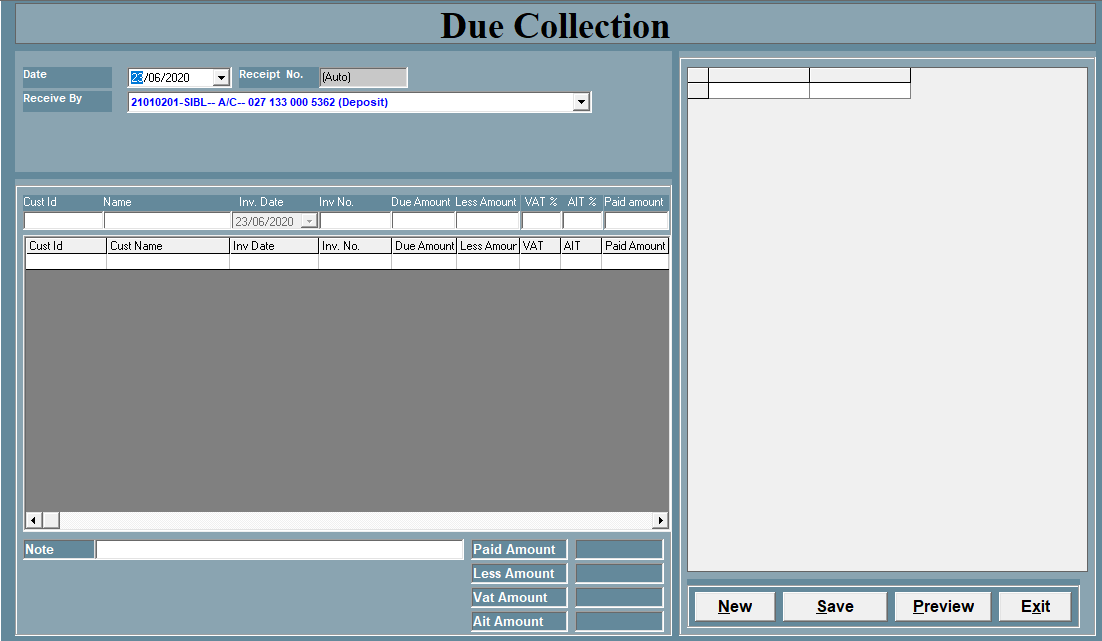 Due Collection
Date 23/06/2020 Receipt No. (Auto)
Receive By 21010201-SIBL-- A/C-- 027 133 000 5362 (Deposit)
Cust Id Name Inv. Date Inv No. Due Amount Less Amount VAT % AIT % Paid amount
23/06/2020
Cust Id Cust Name Inv Date Inv. No. Due Amount Less Amour VAT AIT Paid Amount
Note Paid Amount
Less Amount
Vat Amount
Ait Amount
New Save Preview Exit